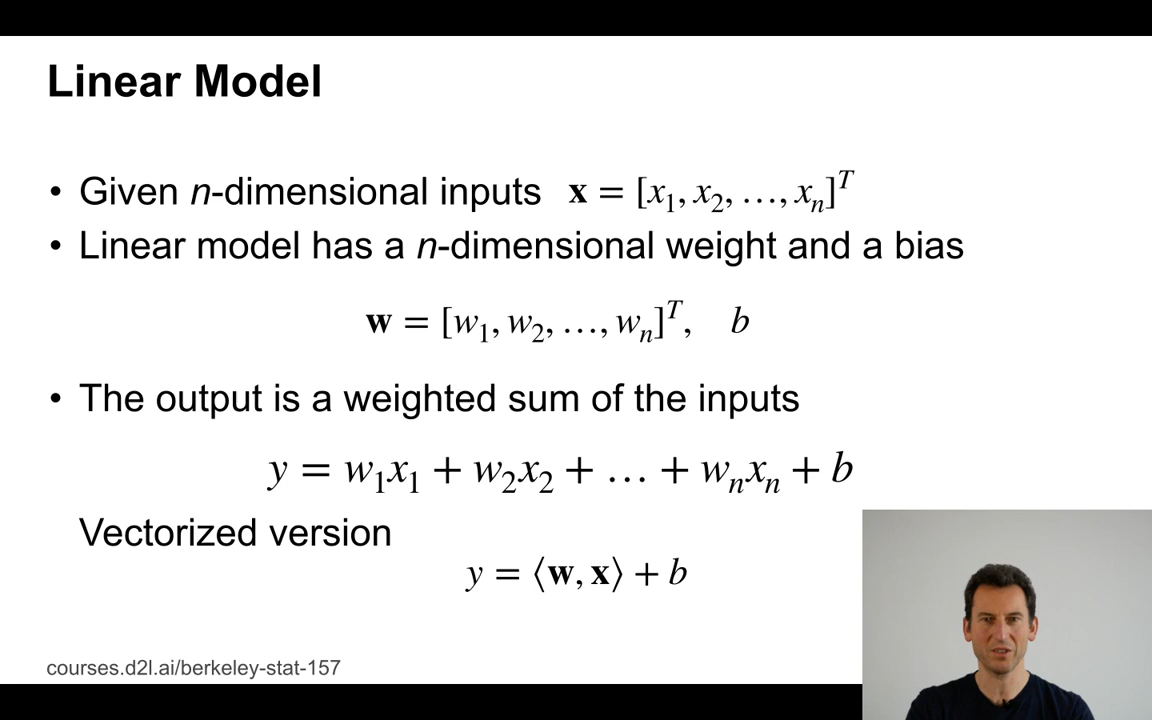 Linear Model
• Given n-dimensional inputs x = [x₁, x₂, …, xₙ]ᵀ
• Linear model has a n-dimensional weight and a bias
w = [w₁, w₂, …, wₙ]ᵀ, b
• The output is a weighted sum of the inputs
y = w₁x₁ + w₂x₂ + … + wₙxₙ + b
Vectorized version
y = ⟨w, x⟩ + b
courses.d2l.ai/berkeley-stat-157